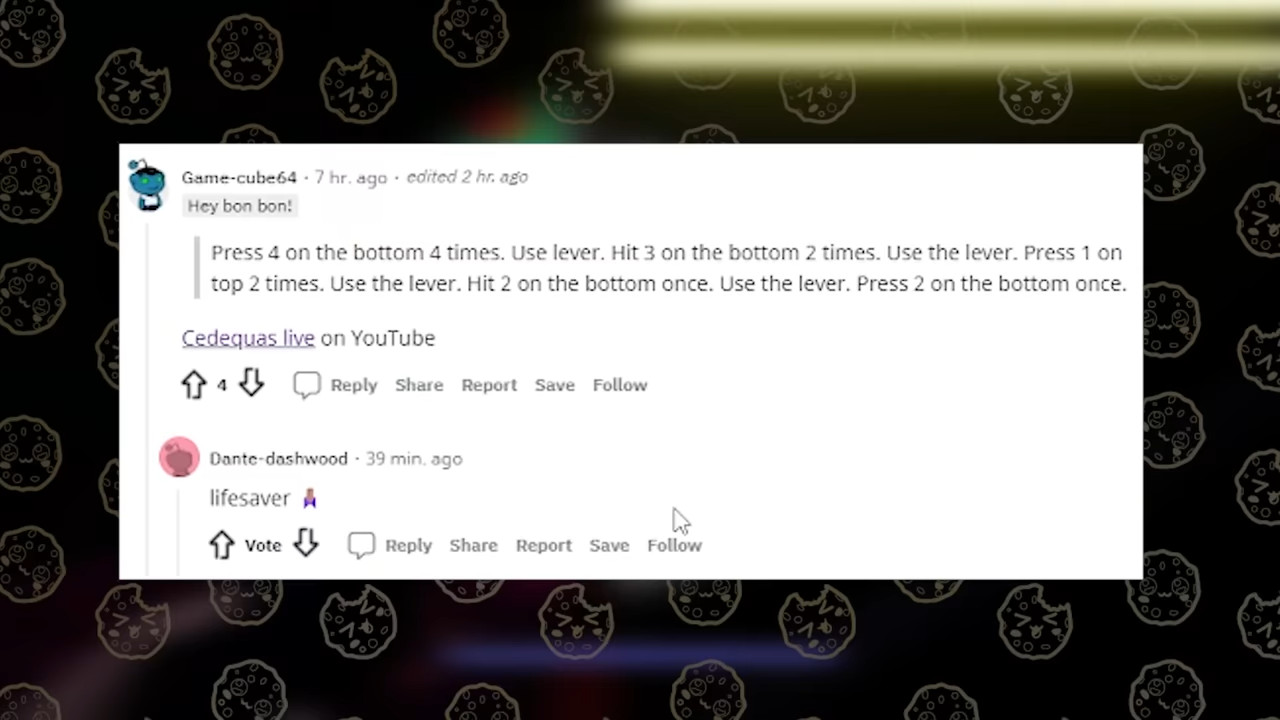 Game-cube64 · 7 hr. ago · edited 2 hr. ago
Hey bon bon!
Press 4 on the bottom 4 times. Use lever. Hit 3 on the bottom 2 times. Use the lever. Press 1 on
top 2 times. Use the lever. Hit 2 on the bottom once. Use the lever. Press 2 on the bottom once.
Cedequas live on YouTube
4 Reply Share Report Save Follow
Dante-dashwood · 39 min. ago
lifesaver
Vote Reply Share Report Save Follow